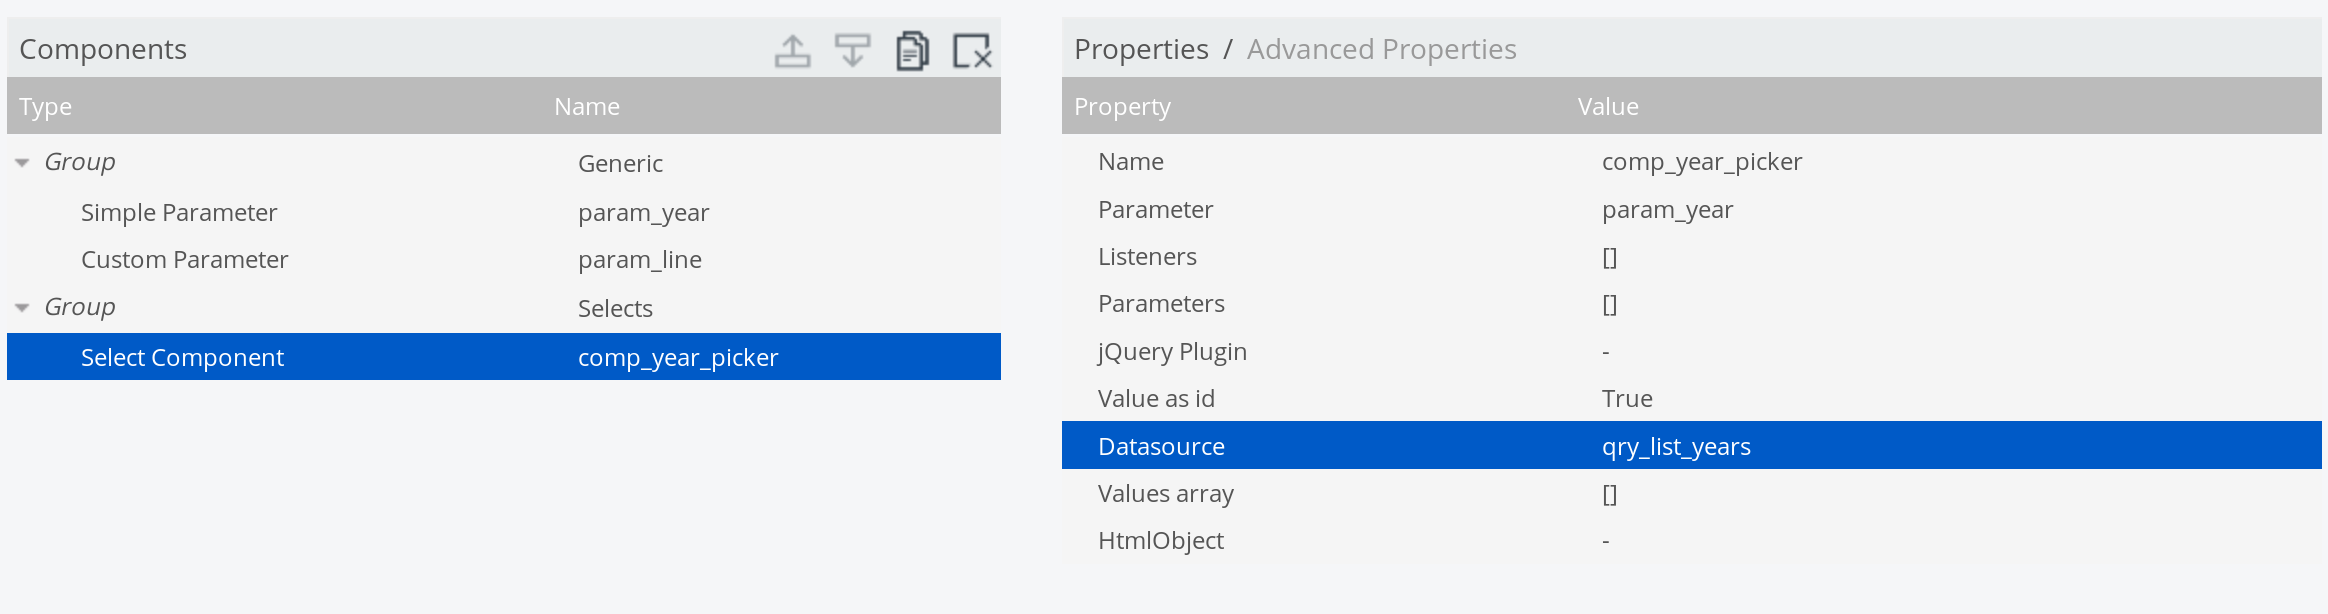 Components
Type Name
Group Generic
Simple Parameter param_year
Custom Parameter param_line
Group Selects
Select Component comp_year_picker
Properties / Advanced Properties
Property Value
Name comp_year_picker
Parameter param_year
Listeners []
Parameters []
jQuery Plugin -
Value as id True
Datasource qry_list_years
Values array []
HtmlObject -